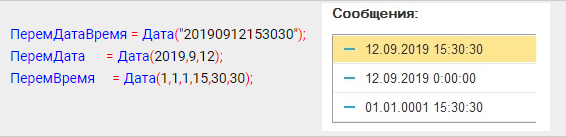 ПеремДатаВремя = Дата("20190912153030");
ПеремДата = Дата(2019,9,12);
ПеремВремя = Дата(1,1,1,15,30,30);
Сообщения:
12.09.2019 15:30:30
12.09.2019 0:00:00
01.01.0001 15:30:30